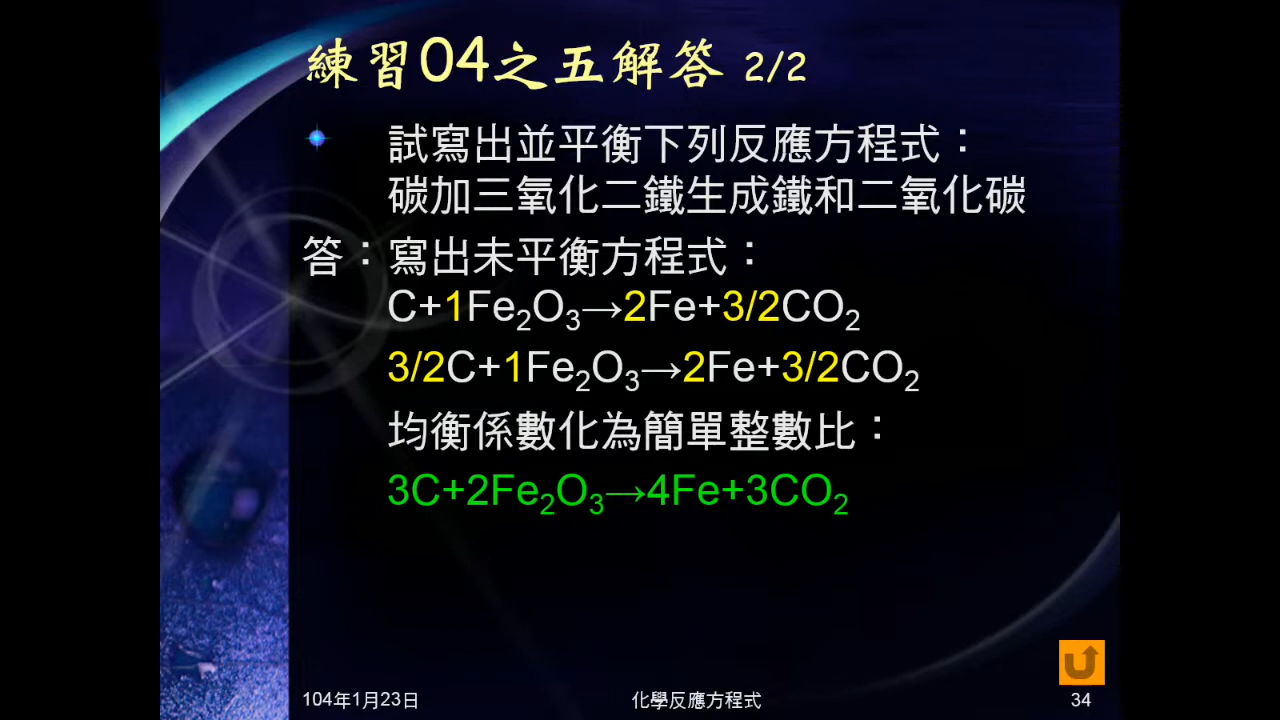 練習04之五解答 2/2
試寫出並平衡下列反應方程式：
碳加三氧化二鐵生成鐵和二氧化碳
答：寫出未平衡方程式：
C+1Fe₂O₃→2Fe+3/2CO₂
3/2C+1Fe₂O₃→2Fe+3/2CO₂
均衡係數化為簡單整數比：
3C+2Fe₂O₃→4Fe+3CO₂
104年1月23日 化學反應方程式 34